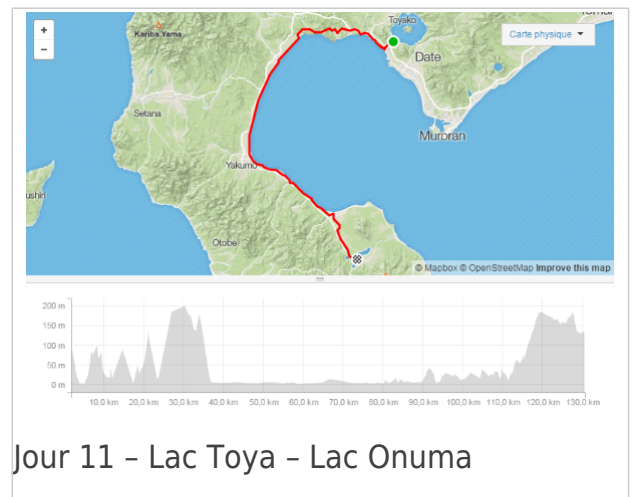 +
-
Kariba Yama
Toyako
Carte physique
Date
Setana
Muroran
Yakumo
Otobe
© Mapbox © OpenStreetMap Improve this map
200 m
150 m
100 m
50 m
0 m
10,0 km 20,0 km 30,0 km 40,0 km 50,0 km 60,0 km 70,0 km 80,0 km 90,0 km 100,0 km 110,0 km 120,0 km 130,0 km
Jour 11 – Lac Toya – Lac Onuma